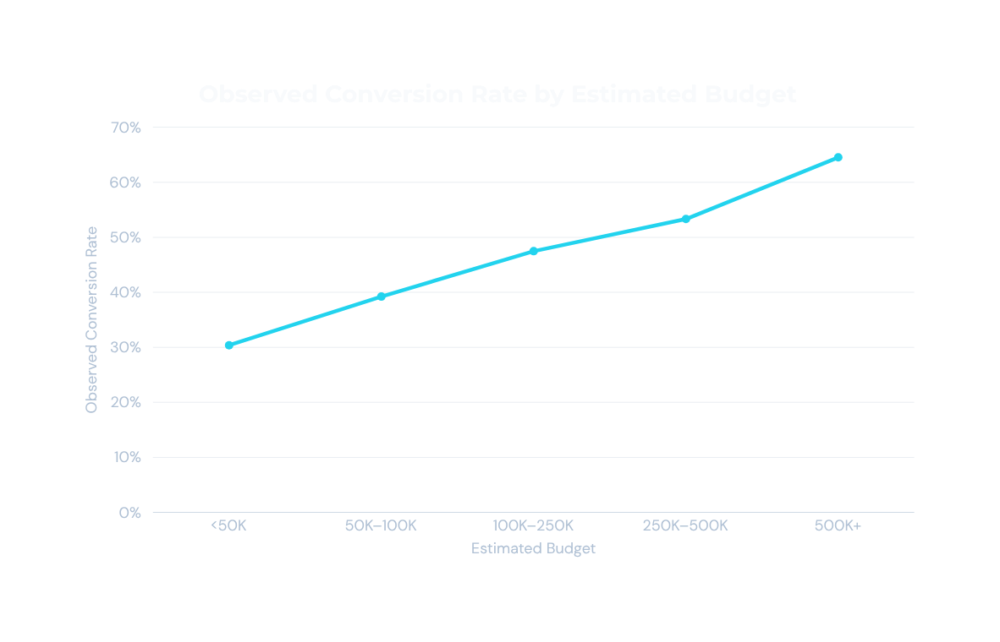 Observed Conversion Rate by Estimated Budget
70%
60%
50%
40%
30%
20%
10%
0%
Observed Conversion Rate
<50K
50K–100K
100K–250K
250K–500K
500K+
Estimated Budget